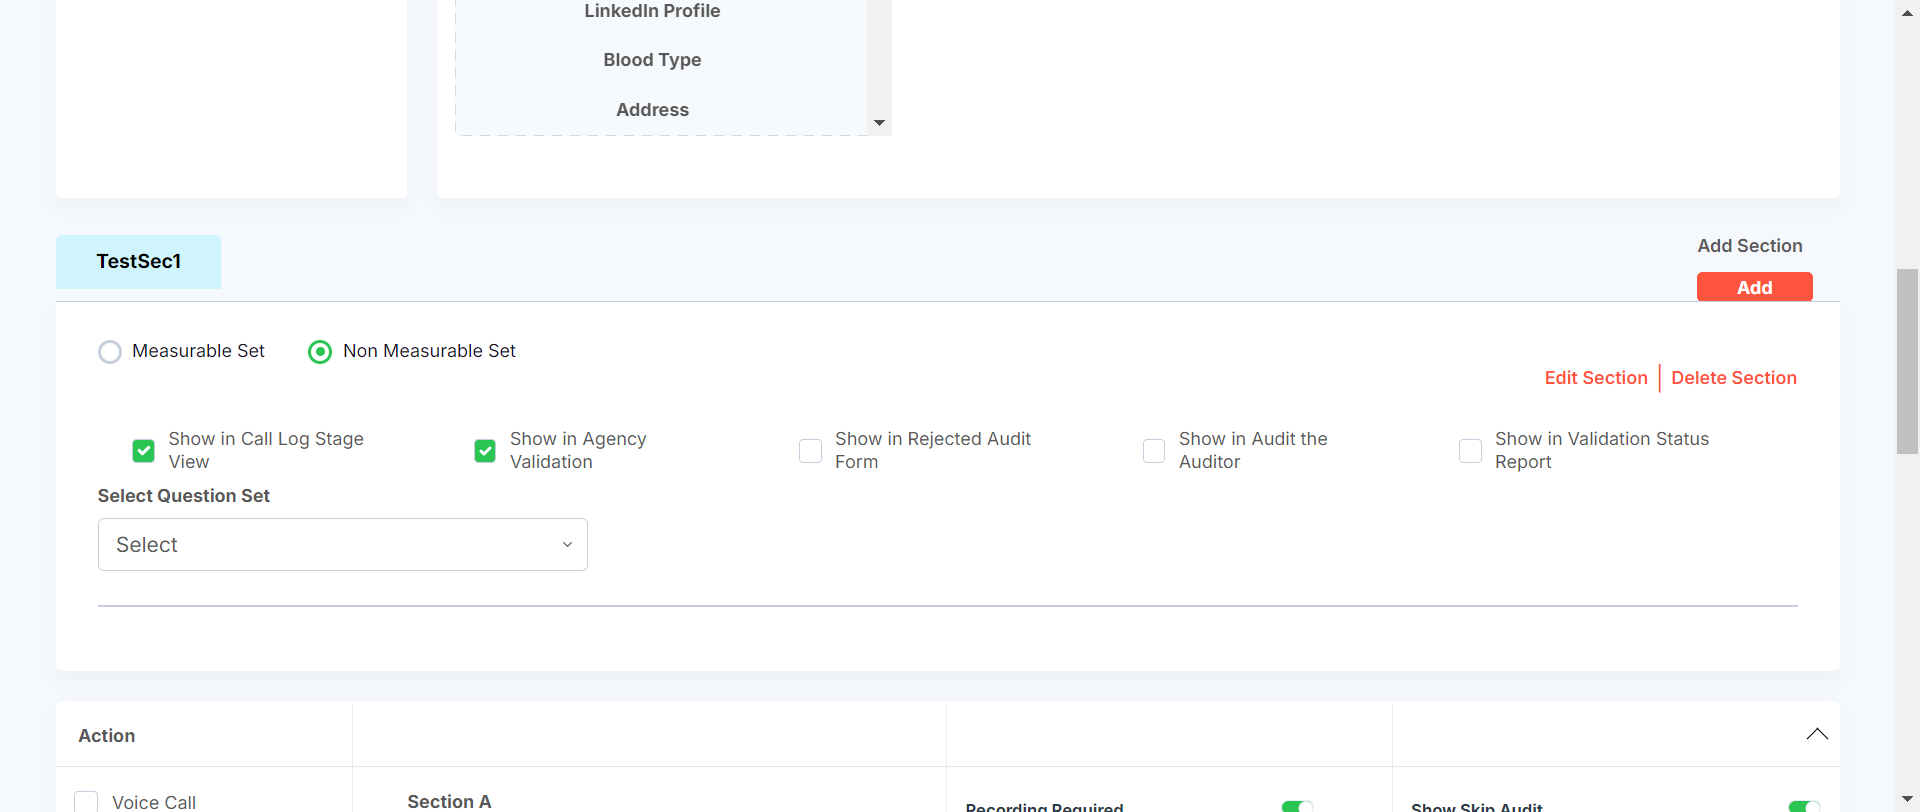 LinkedIn Profile
Blood Type
Address
TestSec1
Add Section
Add
Measurable Set
Non Measurable Set
Edit Section
Delete Section
Show in Call Log Stage
View
Show in Agency
Validation
Show in Rejected Audit
Form
Show in Audit the
Auditor
Show in Validation Status
Report
Select Question Set
Select
Action
Voice Call
Section A
Recording Required
Show Skip Audit